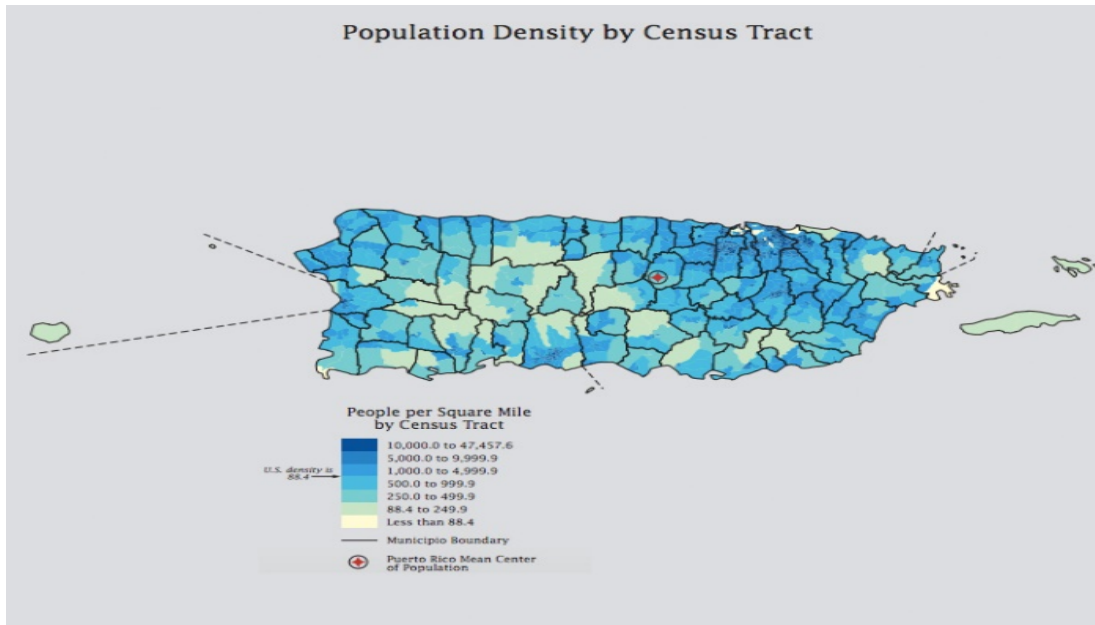 Population Density by Census Tract
People per Square Mile
by Census Tract
10,000.0 to 47,457.6
5,000.0 to 9,999.9
1,000.0 to 4,999.9
U.S. density is
88.4
500.0 to 999.9
250.0 to 499.9
88.4 to 249.9
Less than 88.4
Municipio Boundary
Puerto Rico Mean Center
of Population